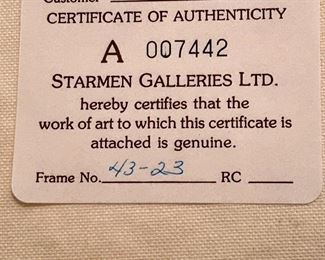 Customer
CERTIFICATE OF AUTHENTICITY
A 007442
STARMEN GALLERIES LTD.
hereby certifies that the
work of art to which this certificate is
attached is genuine.
Frame No. 43-23 RC